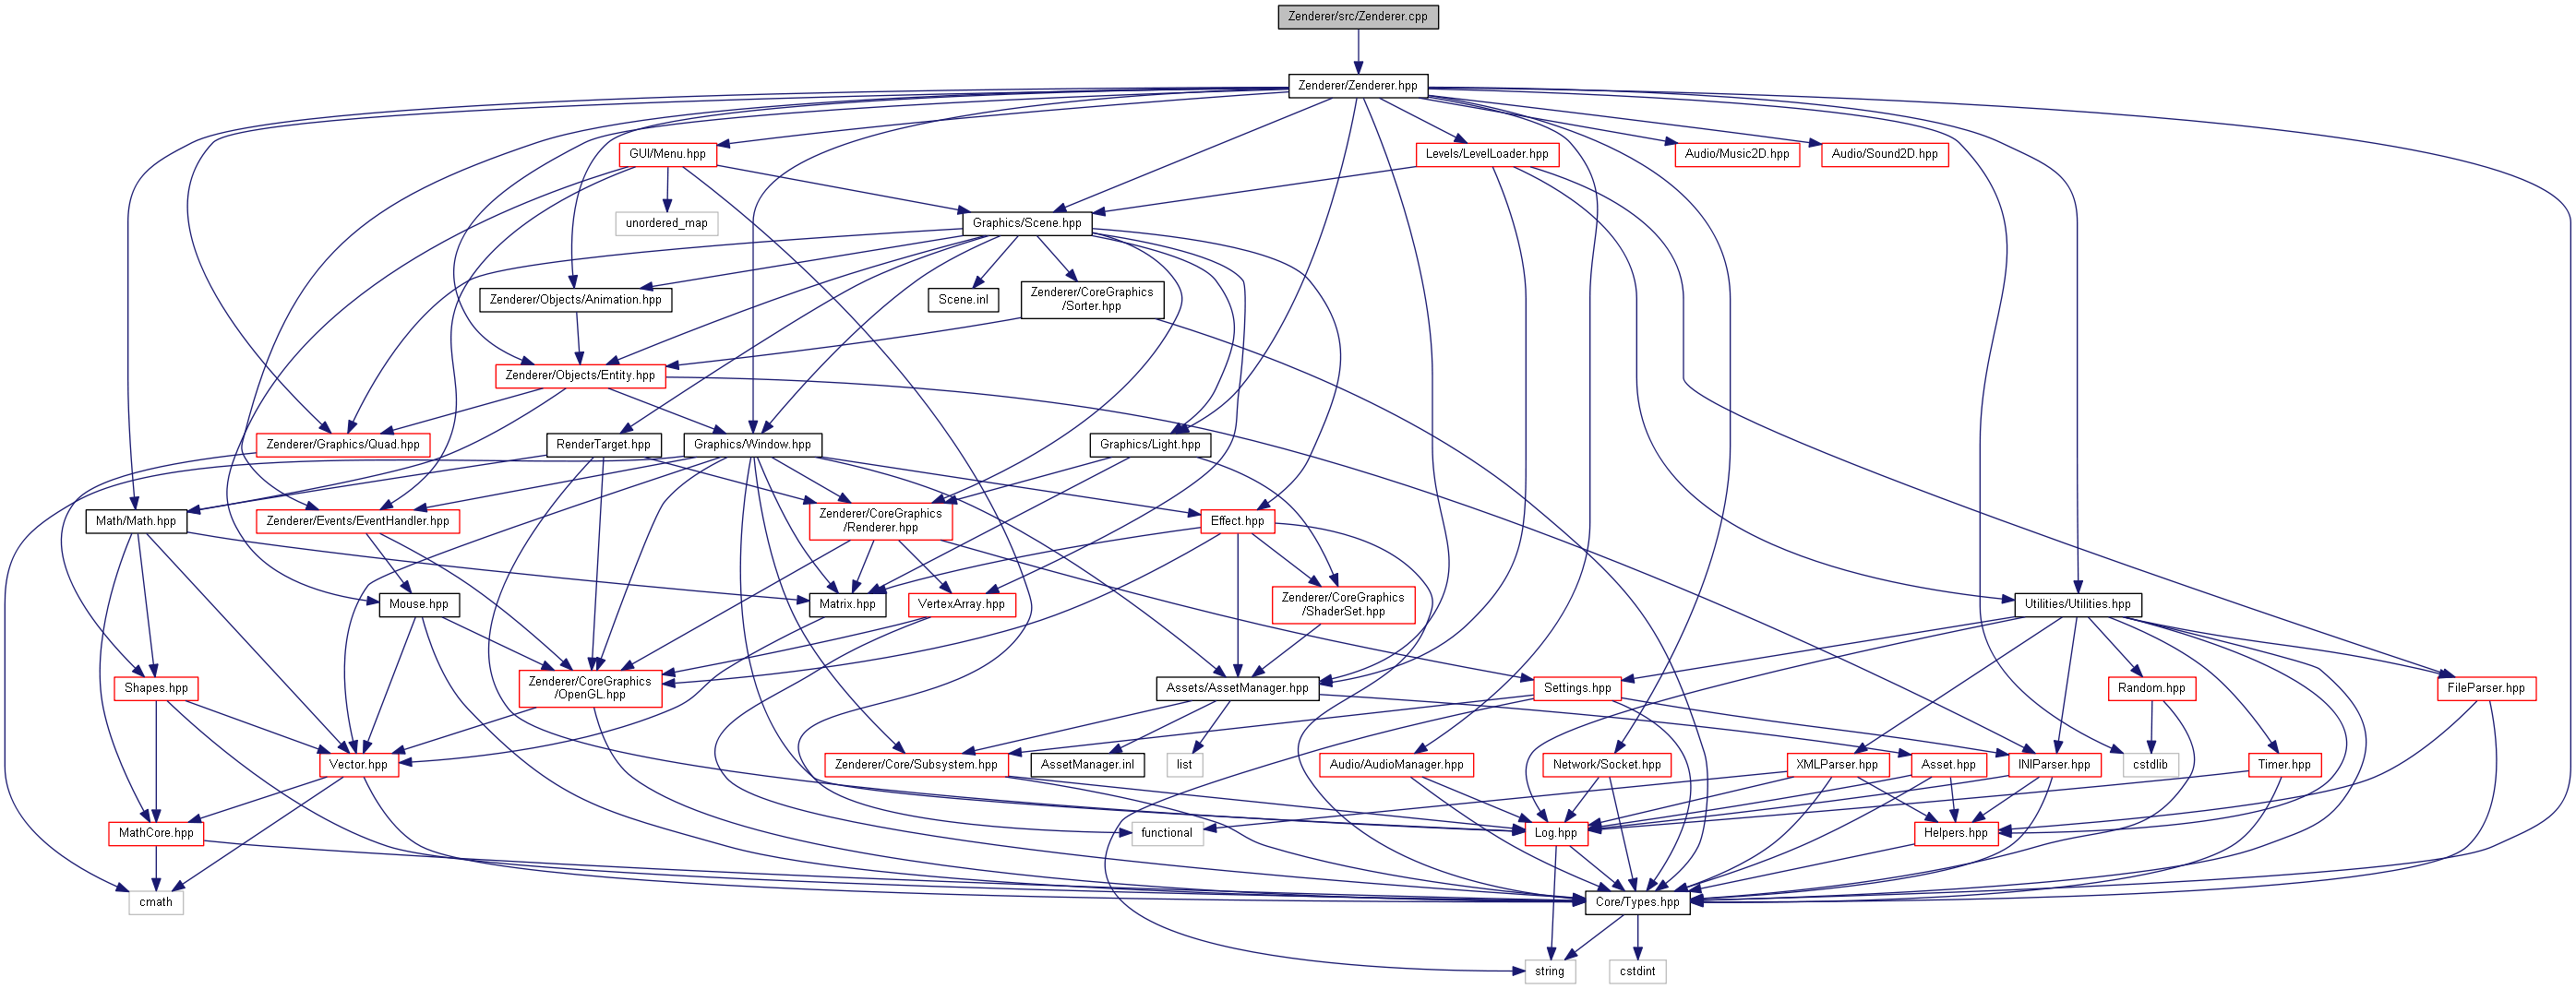 Zenderer/src/Zenderer.cpp
Zenderer/Zenderer.hpp
GUI/Menu.hpp
Levels/LevelLoader.hpp
Audio/Music2D.hpp
Audio/Sound2D.hpp
unordered_map
Graphics/Scene.hpp
Zenderer/Objects/Animation.hpp
Scene.inl
Zenderer/CoreGraphics
/Sorter.hpp
Zenderer/Objects/Entity.hpp
Zenderer/Graphics/Quad.hpp
RenderTarget.hpp
Graphics/Window.hpp
Graphics/Light.hpp
Math/Math.hpp
Zenderer/Events/EventHandler.hpp
Zenderer/CoreGraphics
/Renderer.hpp
Effect.hpp
Mouse.hpp
Matrix.hpp
VertexArray.hpp
Zenderer/CoreGraphics
/ShaderSet.hpp
Utilities/Utilities.hpp
Shapes.hpp
Zenderer/CoreGraphics
/OpenGL.hpp
Assets/AssetManager.hpp
Settings.hpp
Random.hpp
FileParser.hpp
Vector.hpp
Zenderer/Core/Subsystem.hpp
AssetManager.inl
list
Audio/AudioManager.hpp
Network/Socket.hpp
XMLParser.hpp
Asset.hpp
INIParser.hpp
cstdlib
Timer.hpp
MathCore.hpp
functional
Log.hpp
Helpers.hpp
cmath
Core/Types.hpp
string
cstdint